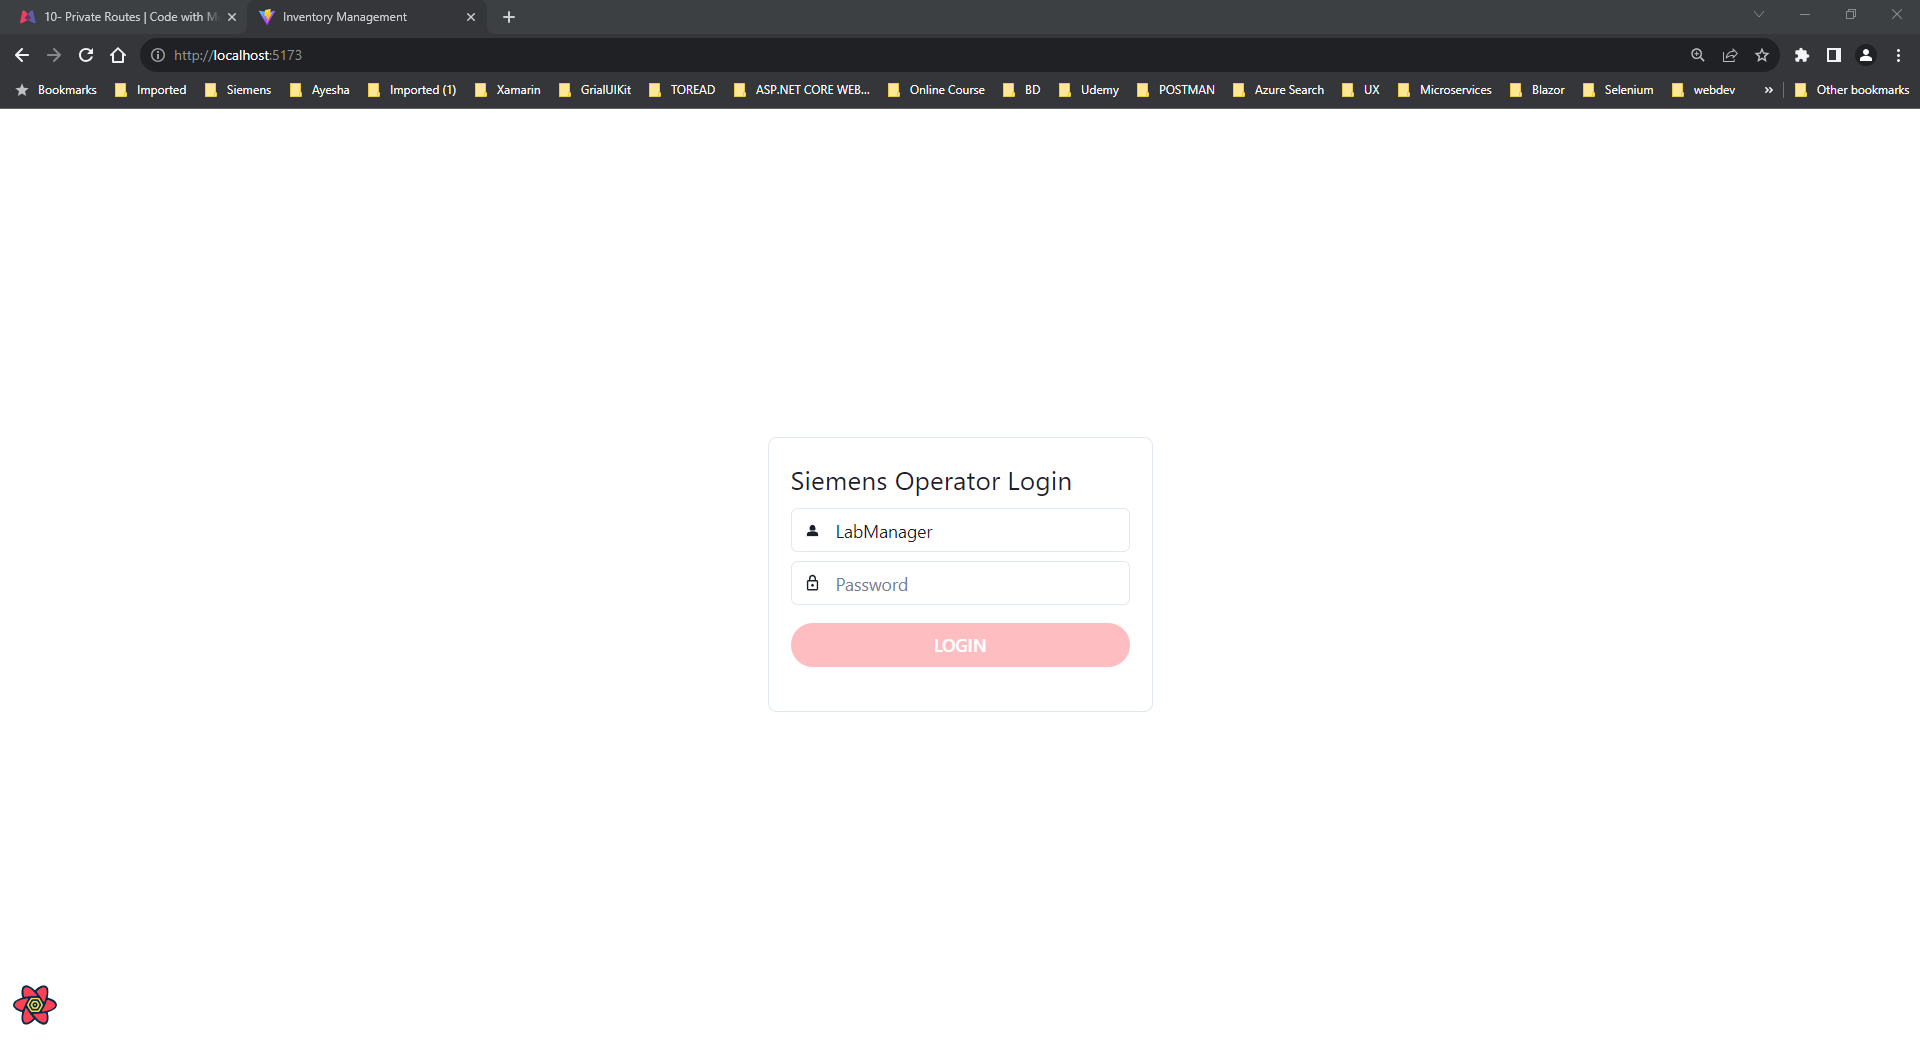 10- Private Routes | Code with M
Inventory Management
http://localhost:5173
Bookmarks Imported Siemens Ayesha Imported (1) Xamarin GrialUIKit TOREAD ASP.NET CORE WEB... Online Course BD Udemy POSTMAN Azure Search UX Microservices Blazor Selenium webdev » Other bookmarks
Siemens Operator Login
LabManager
Password
LOGIN